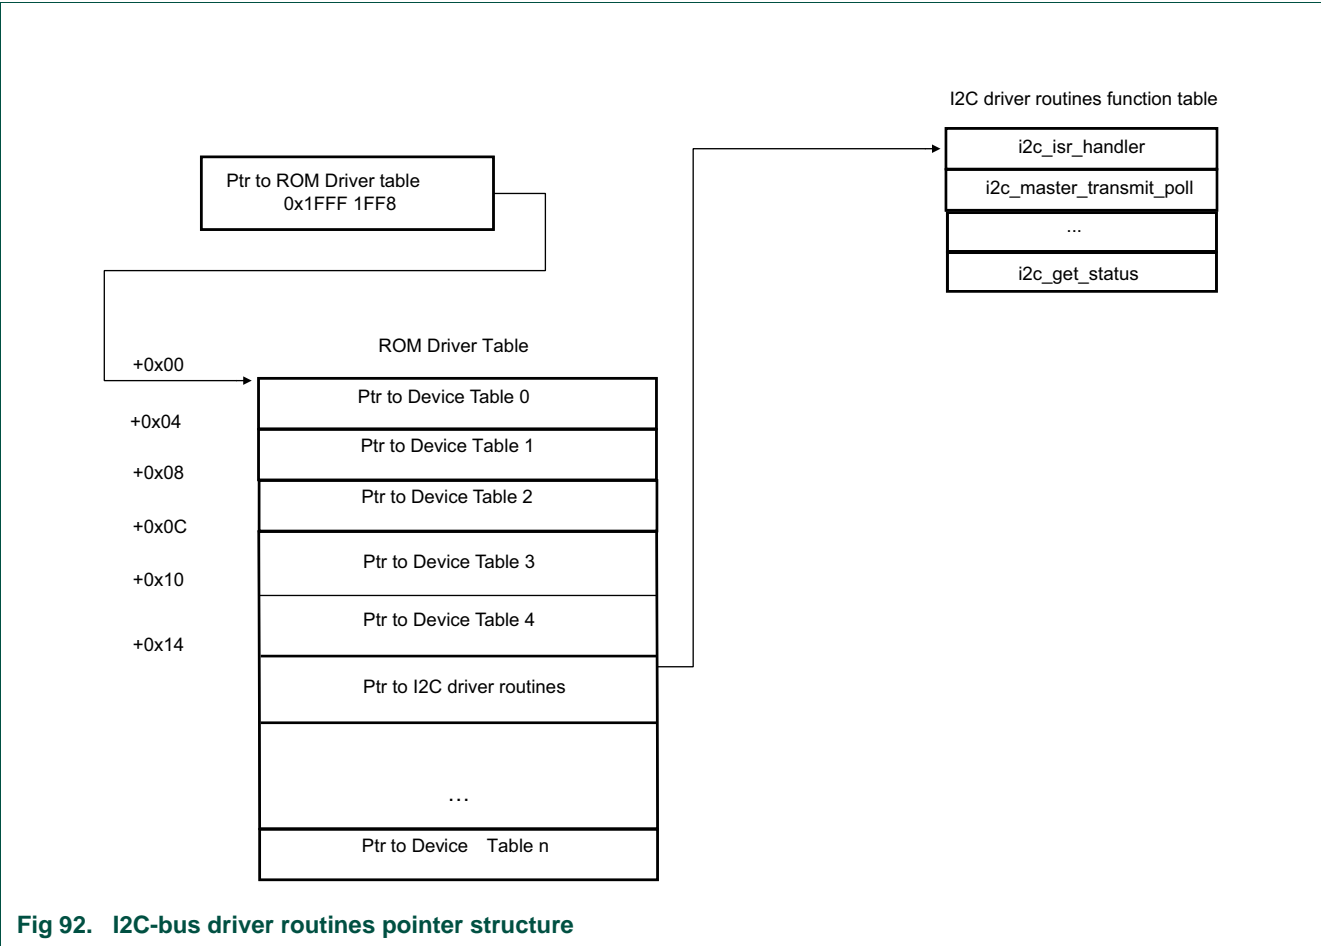 I2C driver routines function table
i2c_isr_handler
i2c_master_transmit_poll
...
i2c_get_status
Ptr to ROM Driver table
0x1FFF 1FF8
ROM Driver Table
+0x00
Ptr to Device Table 0
+0x04
Ptr to Device Table 1
+0x08
Ptr to Device Table 2
+0x0C
Ptr to Device Table 3
+0x10
Ptr to Device Table 4
+0x14
Ptr to I2C driver routines
...
Ptr to Device Table n
Fig 92. I2C-bus driver routines pointer structure